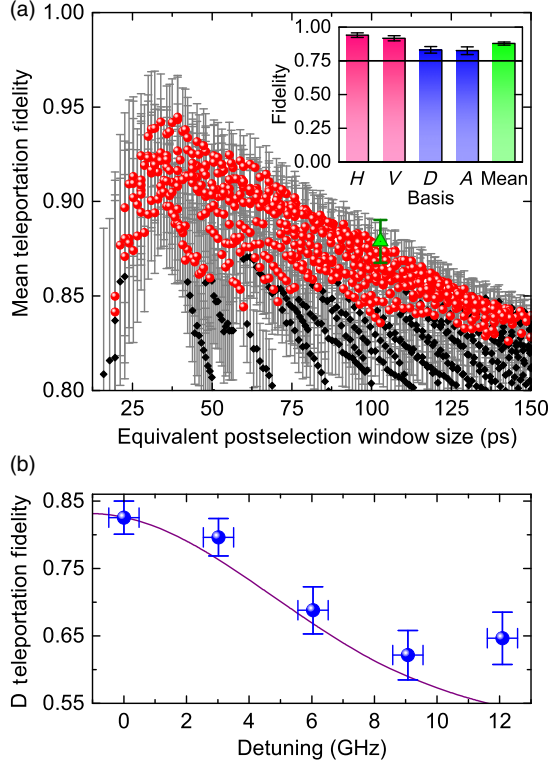 (a)
Mean teleportation fidelity
0.95
0.90
0.85
0.80
25 50 75 100 125 150
Equivalent postselection window size (ps)
Fidelity
1.00
0.75
0.50
0.25
0.00
H V D A Mean
Basis
(b)
D teleportation fidelity
0.85
0.75
0.65
0.55
0 2 4 6 8 10 12
Detuning (GHz)